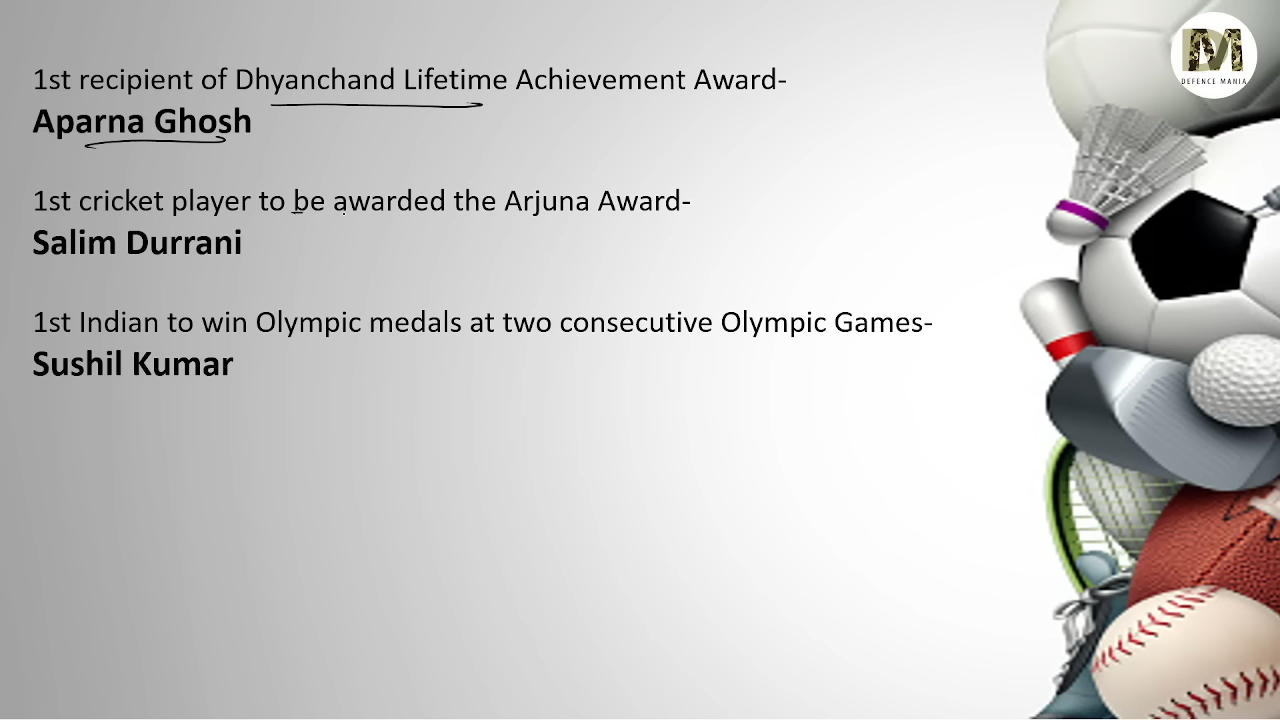 DM
DEFENCE MANIA
1st recipient of Dhyanchand Lifetime Achievement Award-
Aparna Ghosh
1st cricket player to be awarded the Arjuna Award-
Salim Durrani
1st Indian to win Olympic medals at two consecutive Olympic Games-
Sushil Kumar